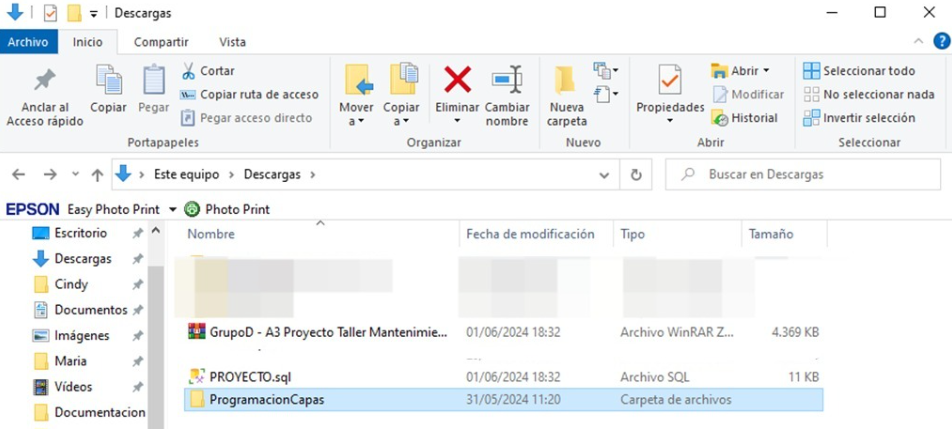 Descargas
Archivo Inicio Compartir Vista
Anclar al Acceso rápido
Copiar
Pegar
Cortar
Copiar ruta de acceso
Pegar acceso directo
Portapapeles
Mover a
Copiar a
Eliminar
Cambiar nombre
Organizar
Nueva carpeta
Nuevo
Propiedades
Abrir
Modificar
Historial
Abrir
Seleccionar todo
No seleccionar nada
Invertir selección
Seleccionar
Este equipo > Descargas >
Buscar en Descargas
EPSON Easy Photo Print Photo Print
Escritorio
Descargas
Cindy
Documentos
Imágenes
Maria
Vídeos
Documentacion
Nombre Fecha de modificación Tipo Tamaño
GrupoD - A3 Proyecto Taller Mantenimie... 01/06/2024 18:32 Archivo WinRAR Z... 4.369 KB
PROYECTO.sql 01/06/2024 18:32 Archivo SQL 11 KB
ProgramacionCapas 31/05/2024 11:20 Carpeta de archivos